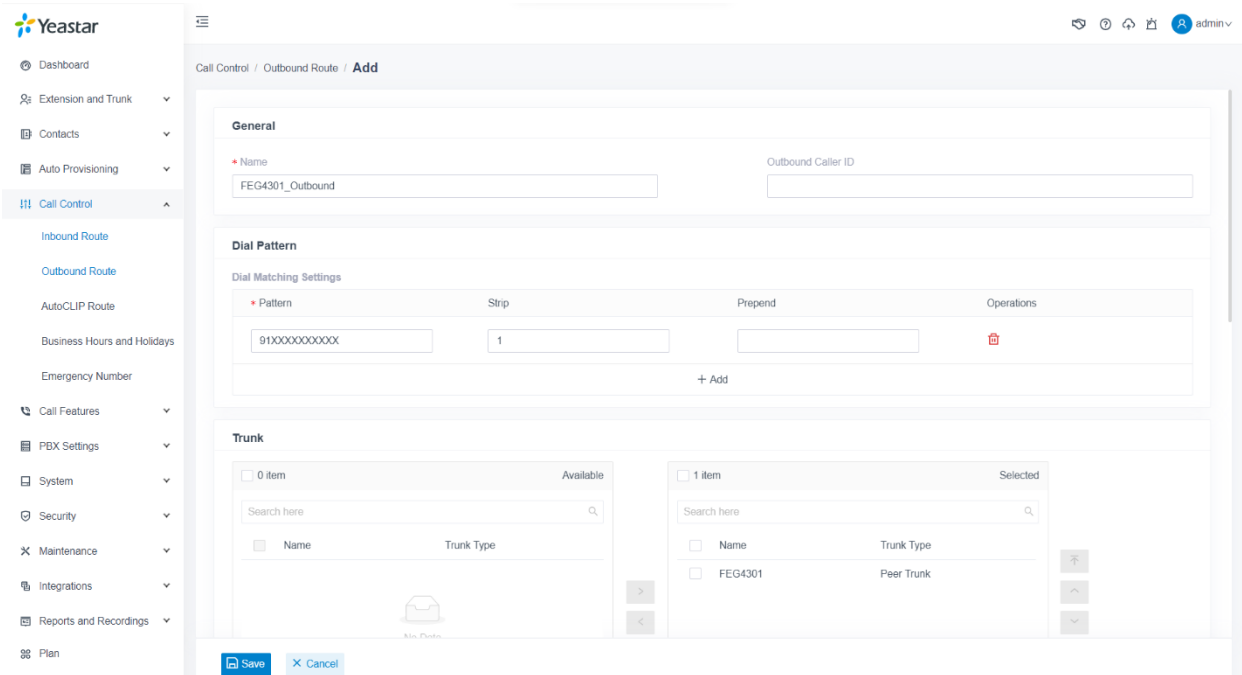 Yeastar
admin
Dashboard
Extension and Trunk
Contacts
Auto Provisioning
Call Control
Inbound Route
Outbound Route
AutoCLIP Route
Business Hours and Holidays
Emergency Number
Call Features
PBX Settings
System
Security
Maintenance
Integrations
Reports and Recordings
Plan
Call Control / Outbound Route / Add
General
* Name
Outbound Caller ID
FEG4301_Outbound
Dial Pattern
Dial Matching Settings
* Pattern Strip Prepend Operations
91XXXXXXXXXX 1
+ Add
Trunk
0 item Available
1 item Selected
Search here
Search here
Name Trunk Type
Name Trunk Type
FEG4301 Peer Trunk
No Data
Save
Cancel